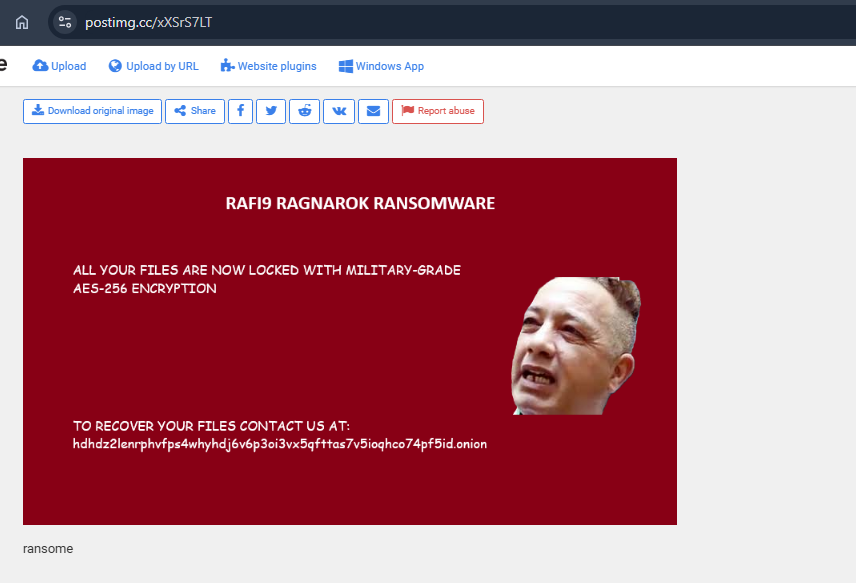 postimg.cc/xXSrS7LT
e
Upload
Upload by URL
Website plugins
Windows App
Download original image
Share
Report abuse
RAFI9 RAGNAROK RANSOMWARE
ALL YOUR FILES ARE NOW LOCKED WITH MILITARY-GRADE
AES-256 ENCRYPTION
TO RECOVER YOUR FILES CONTACT US AT:
hdhdz2lenrphvfps4whyhdj6v6p3oi3vx5qfttas7v5ioqhco74pf5id.onion
ransome